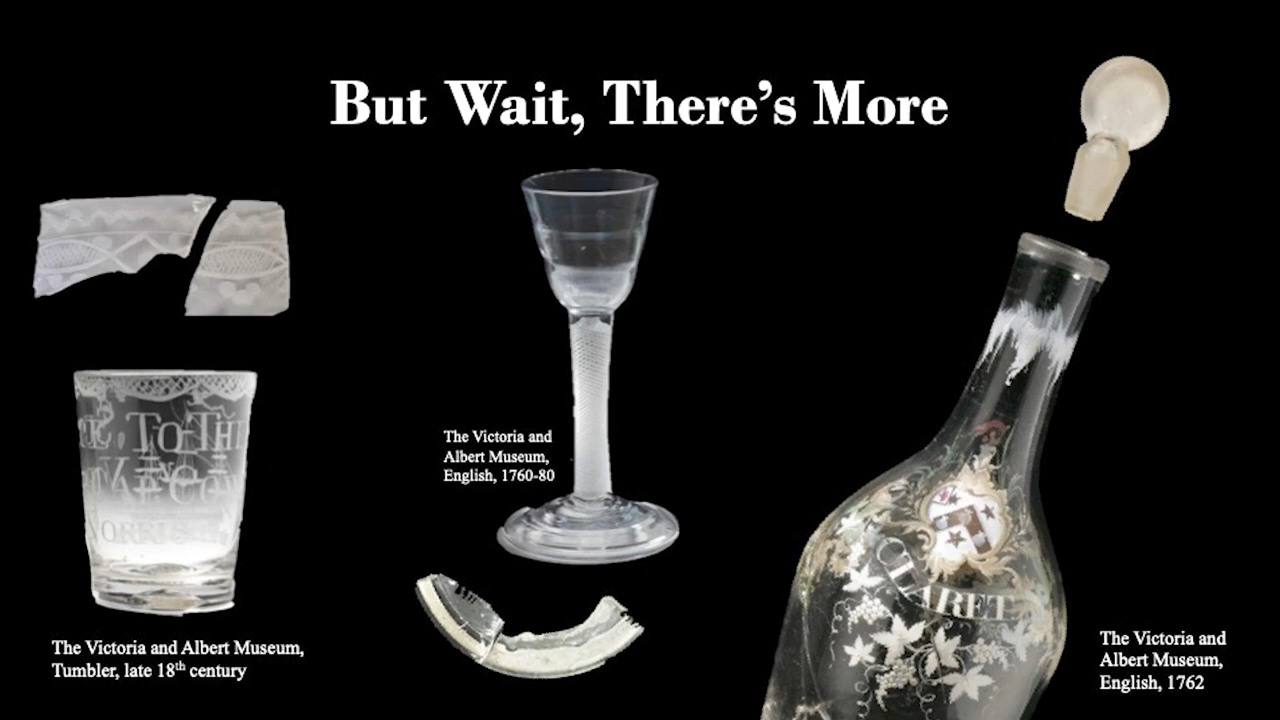 But Wait, There's More
The Victoria and
Albert Museum,
English, 1760-80
CLARET
The Victoria and Albert Museum,
Tumbler, late 18th century
The Victoria and
Albert Museum,
English, 1762